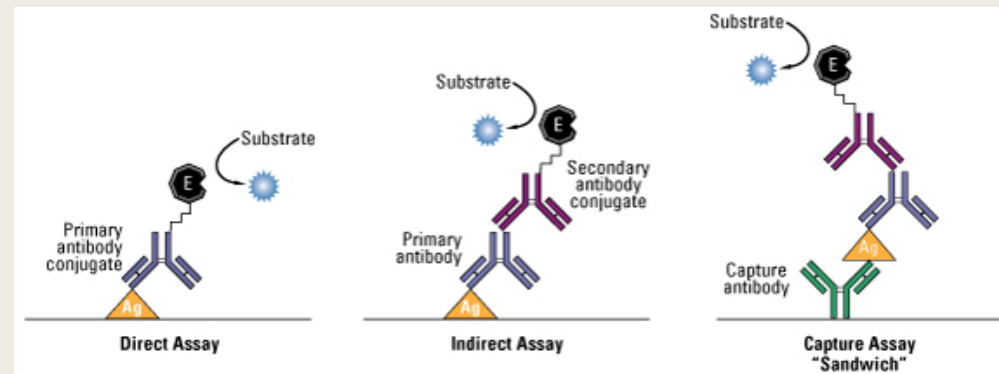 Substrate
E
Primary
antibody
conjugate
Ag
Direct Assay
Substrate
E
Secondary
antibody
conjugate
Primary
antibody
Ag
Indirect Assay
Substrate
E
Ag
Capture
antibody
Capture Assay
"Sandwich"